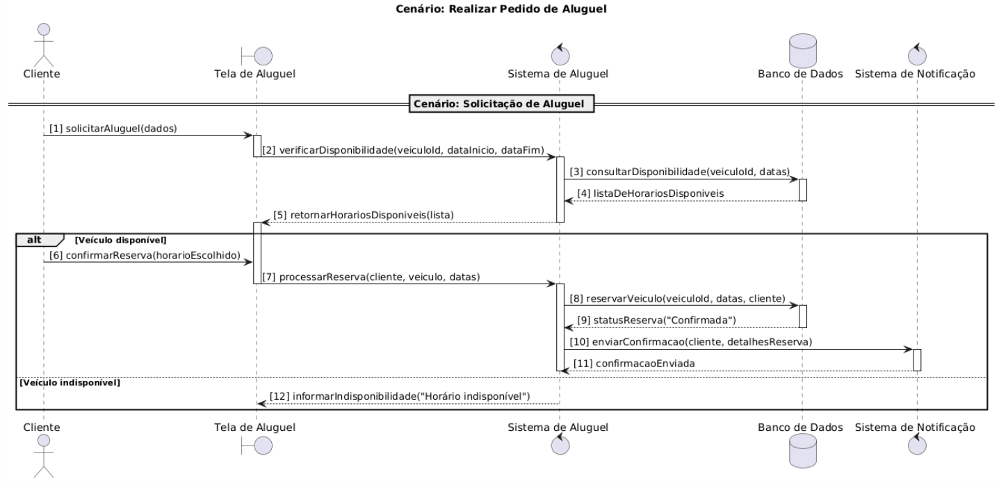 Cenário: Realizar Pedido de Aluguel
Cliente
Tela de Aluguel
Sistema de Aluguel
Banco de Dados
Sistema de Notificação
Cenário: Solicitação de Aluguel
[1] solicitarAluguel(dados)
[2] verificarDisponibilidade(veiculoId, dataInicio, dataFim)
[3] consultarDisponibilidade(veiculoId, datas)
[4] listaDeHorariosDisponiveis
[5] retornarHorariosDisponiveis(lista)
alt
[Veículo disponível]
[6] confirmarReserva(horarioEscolhido)
[7] processarReserva(cliente, veiculo, datas)
[8] reservarVeiculo(veiculoId, datas, cliente)
[9] statusReserva("Confirmada")
[10] enviarConfirmacao(cliente, detalhesReserva)
[11] confirmacaoEnviada
[Veículo indisponível]
[12] informarIndisponibilidade("Horário indisponível")
Cliente
Tela de Aluguel
Sistema de Aluguel
Banco de Dados
Sistema de Notificação